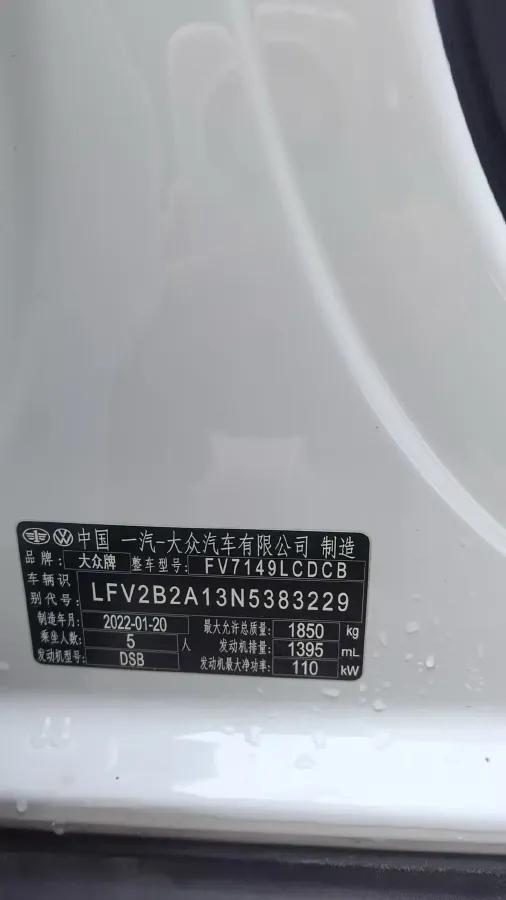 中国 一汽-大众汽车有限公司 制造
品牌: 大众牌 整车型号: FV7149LCDCB
车辆识别代号: LFV2B2A13N5383229
制造年月: 2022-01-20 最大允许总质量: 1850 kg
乘坐人数: 5 人 发动机排量: 1395 mL
发动机型号: DSB 发动机最大净功率: 110 kW